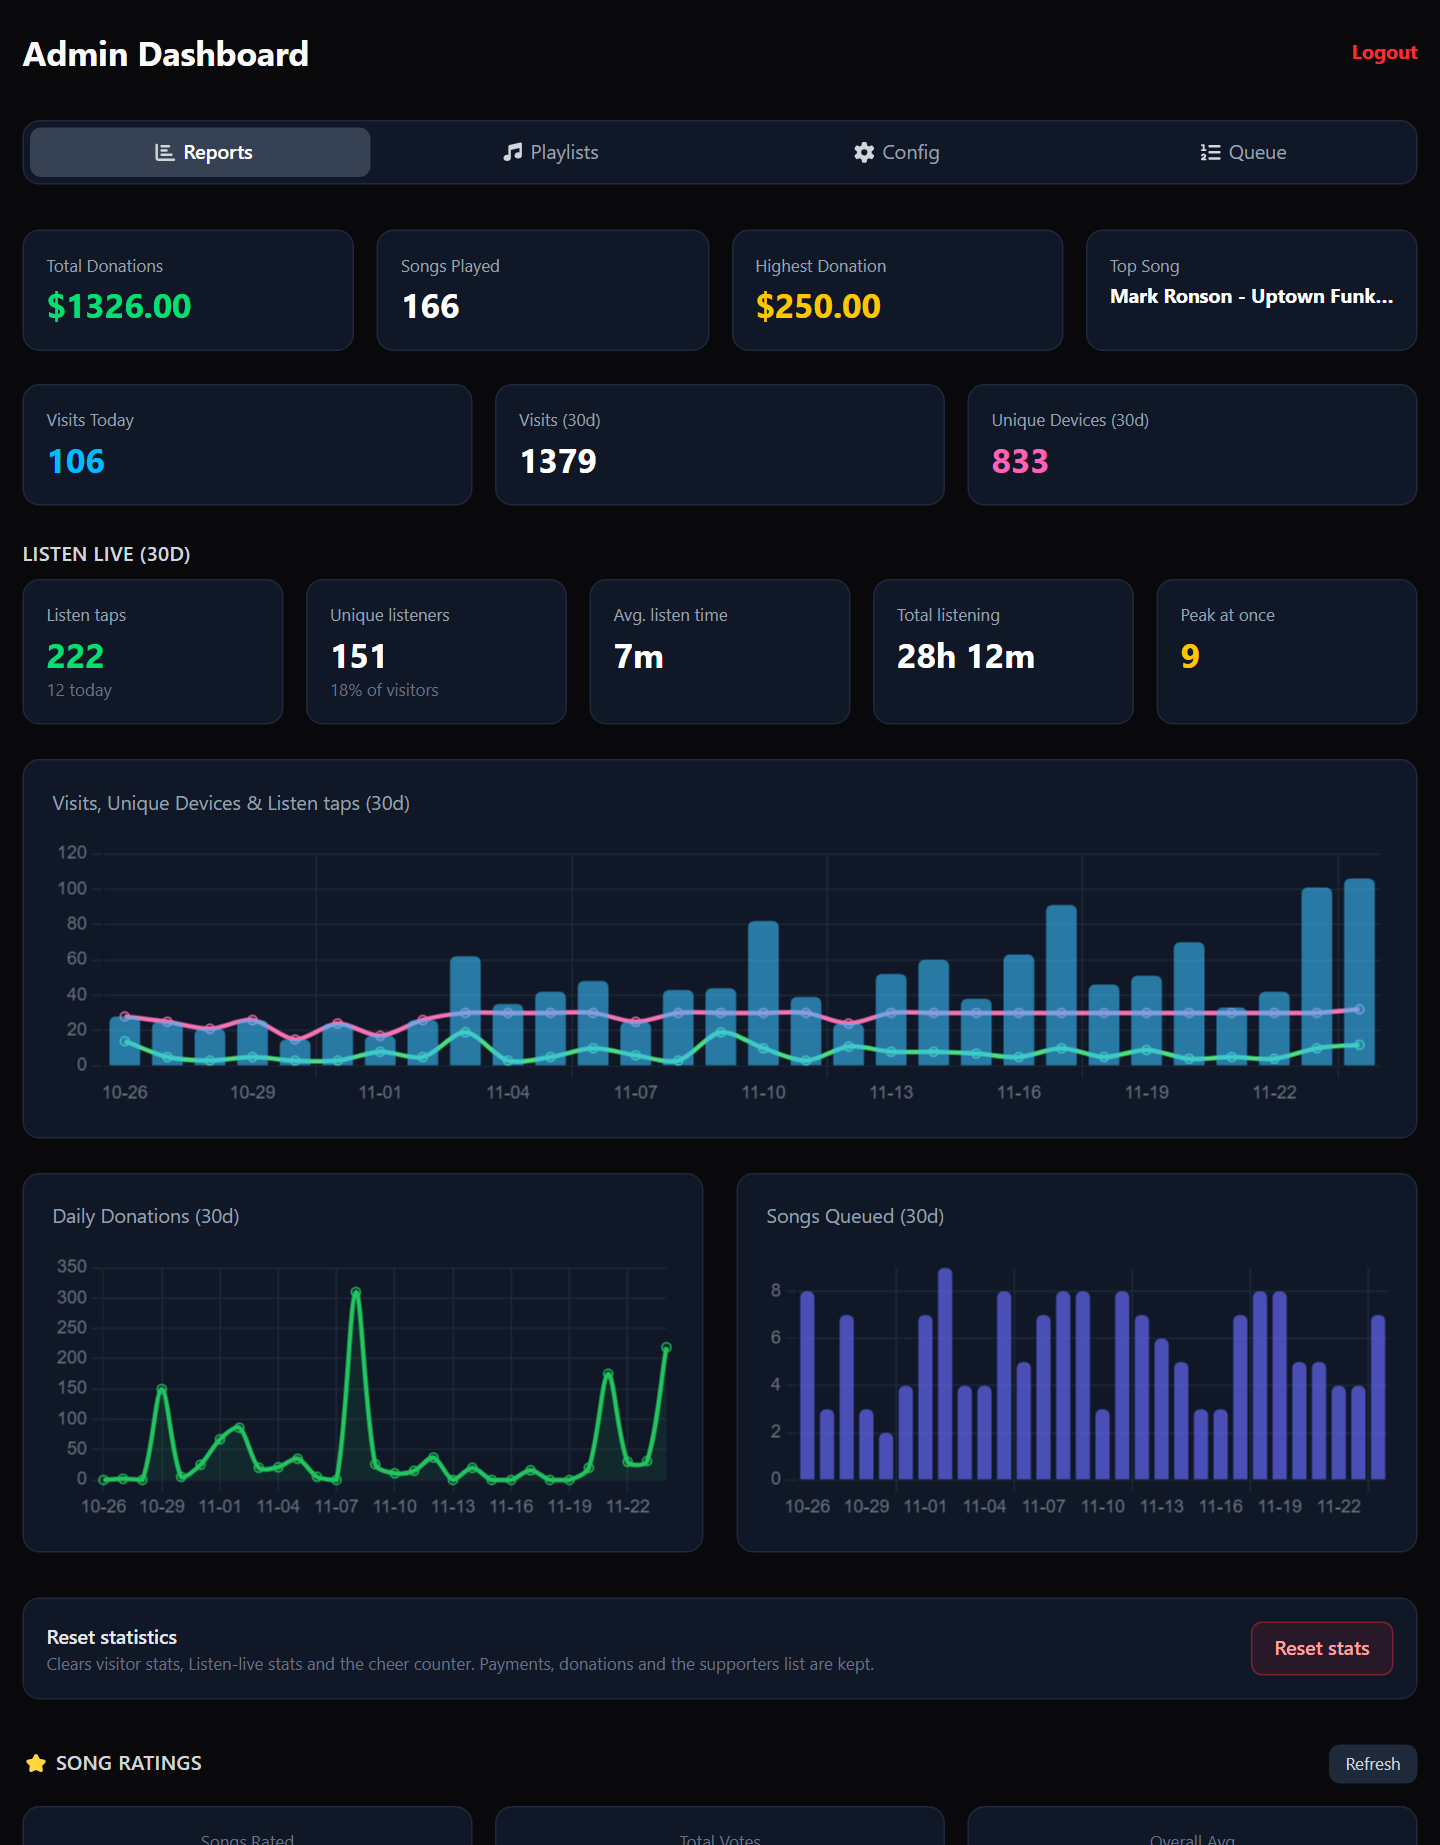 Admin Dashboard
Logout
Reports
Playlists
Config
Queue
Total Donations
$1326.00
Songs Played
166
Highest Donation
$250.00
Top Song
Mark Ronson - Uptown Funk...
Visits Today
106
Visits (30d)
1379
Unique Devices (30d)
833
LISTEN LIVE (30D)
Listen taps
222
12 today
Unique listeners
151
18% of visitors
Avg. listen time
7m
Total listening
28h 12m
Peak at once
9
Visits, Unique Devices & Listen taps (30d)
120
100
80
60
40
20
0
10-26 10-29 11-01 11-04 11-07 11-10 11-13 11-16 11-19 11-22
Daily Donations (30d)
350
300
250
200
150
100
50
0
10-26 10-29 11-01 11-04 11-07 11-10 11-13 11-16 11-19 11-22
Songs Queued (30d)
8
6
4
2
0
10-26 10-29 11-01 11-04 11-07 11-10 11-13 11-16 11-19 11-22
Reset statistics
Clears visitor stats, Listen-live stats and the cheer counter. Payments, donations and the supporters list are kept.
Reset stats
SONG RATINGS
Refresh
Songs Rated
Total Votes
Overall Avg